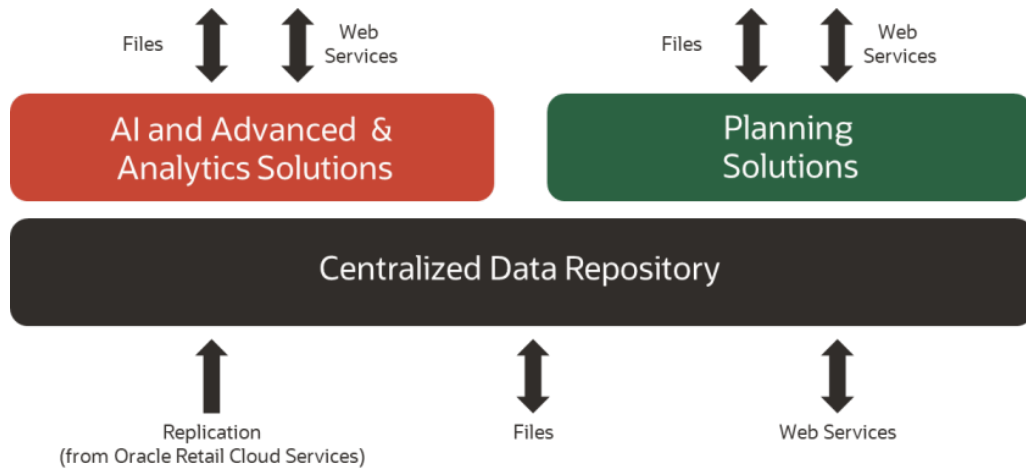 Files
Web
Services
Files
Web
Services
AI and Advanced &
Analytics Solutions
Planning
Solutions
Centralized Data Repository
Replication
(from Oracle Retail Cloud Services)
Files
Web Services